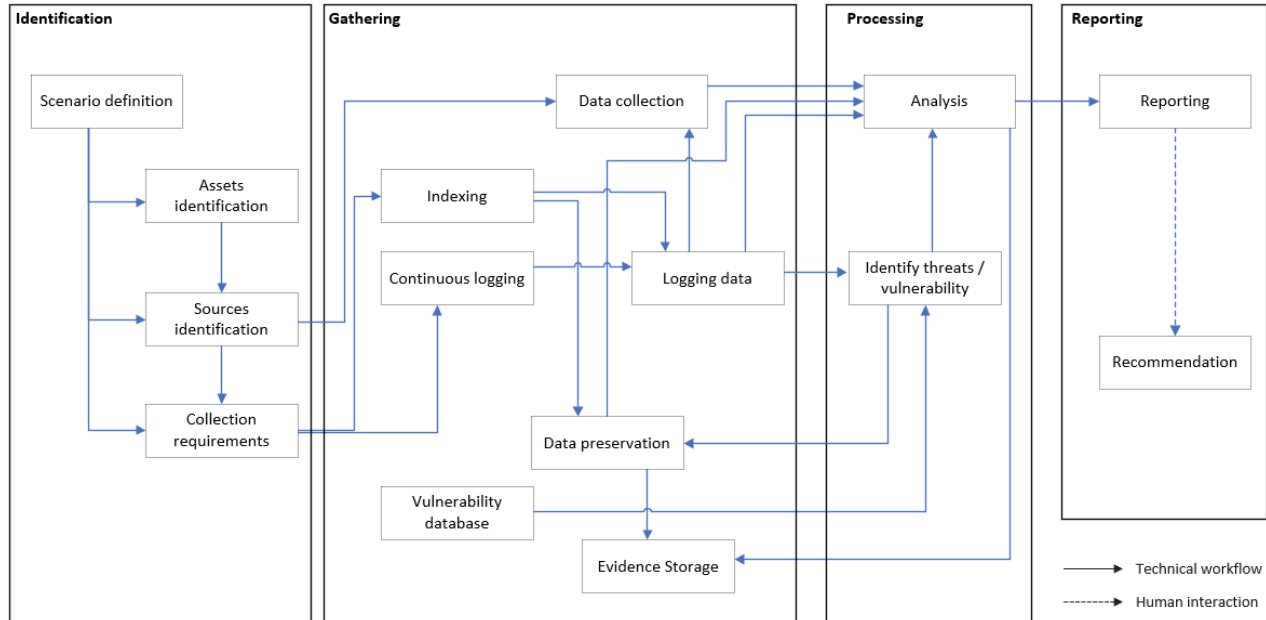 Identification
Gathering
Processing
Reporting
Scenario definition
Data collection
Analysis
Reporting
Assets
identification
Indexing
Continuous logging
Logging data
Identify threats /
vulnerability
Sources
identification
Recommendation
Collection
requirements
Data preservation
Vulnerability
database
Evidence Storage
Technical workflow
Human interaction